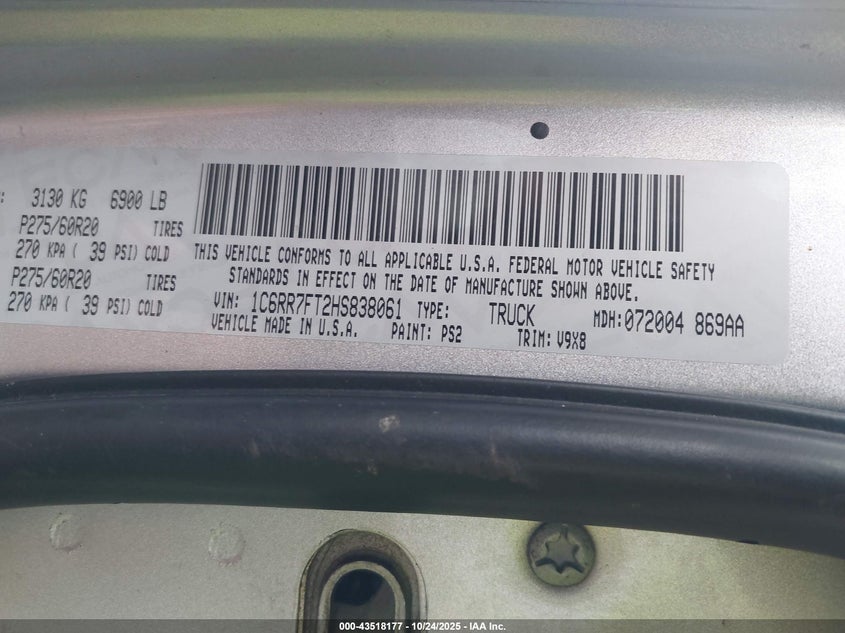 : 3130 KG 6900 LB
P275/60R20 TIRES
270 KPA ( 39 PSI) COLD
P275/60R20 TIRES
270 KPA ( 39 PSI) COLD
THIS VEHICLE CONFORMS TO ALL APPLICABLE U.S.A. FEDERAL MOTOR VEHICLE SAFETY
STANDARDS IN EFFECT ON THE DATE OF MANUFACTURE SHOWN ABOVE.
VIN: 1C6RR7FT2HS838061 TYPE: TRUCK MDH: 072004 869AA
VEHICLE MADE IN U.S.A. PAINT: PS2 TRIM: V9X8
000-43518177 - 10/24/2025 - IAA Inc.